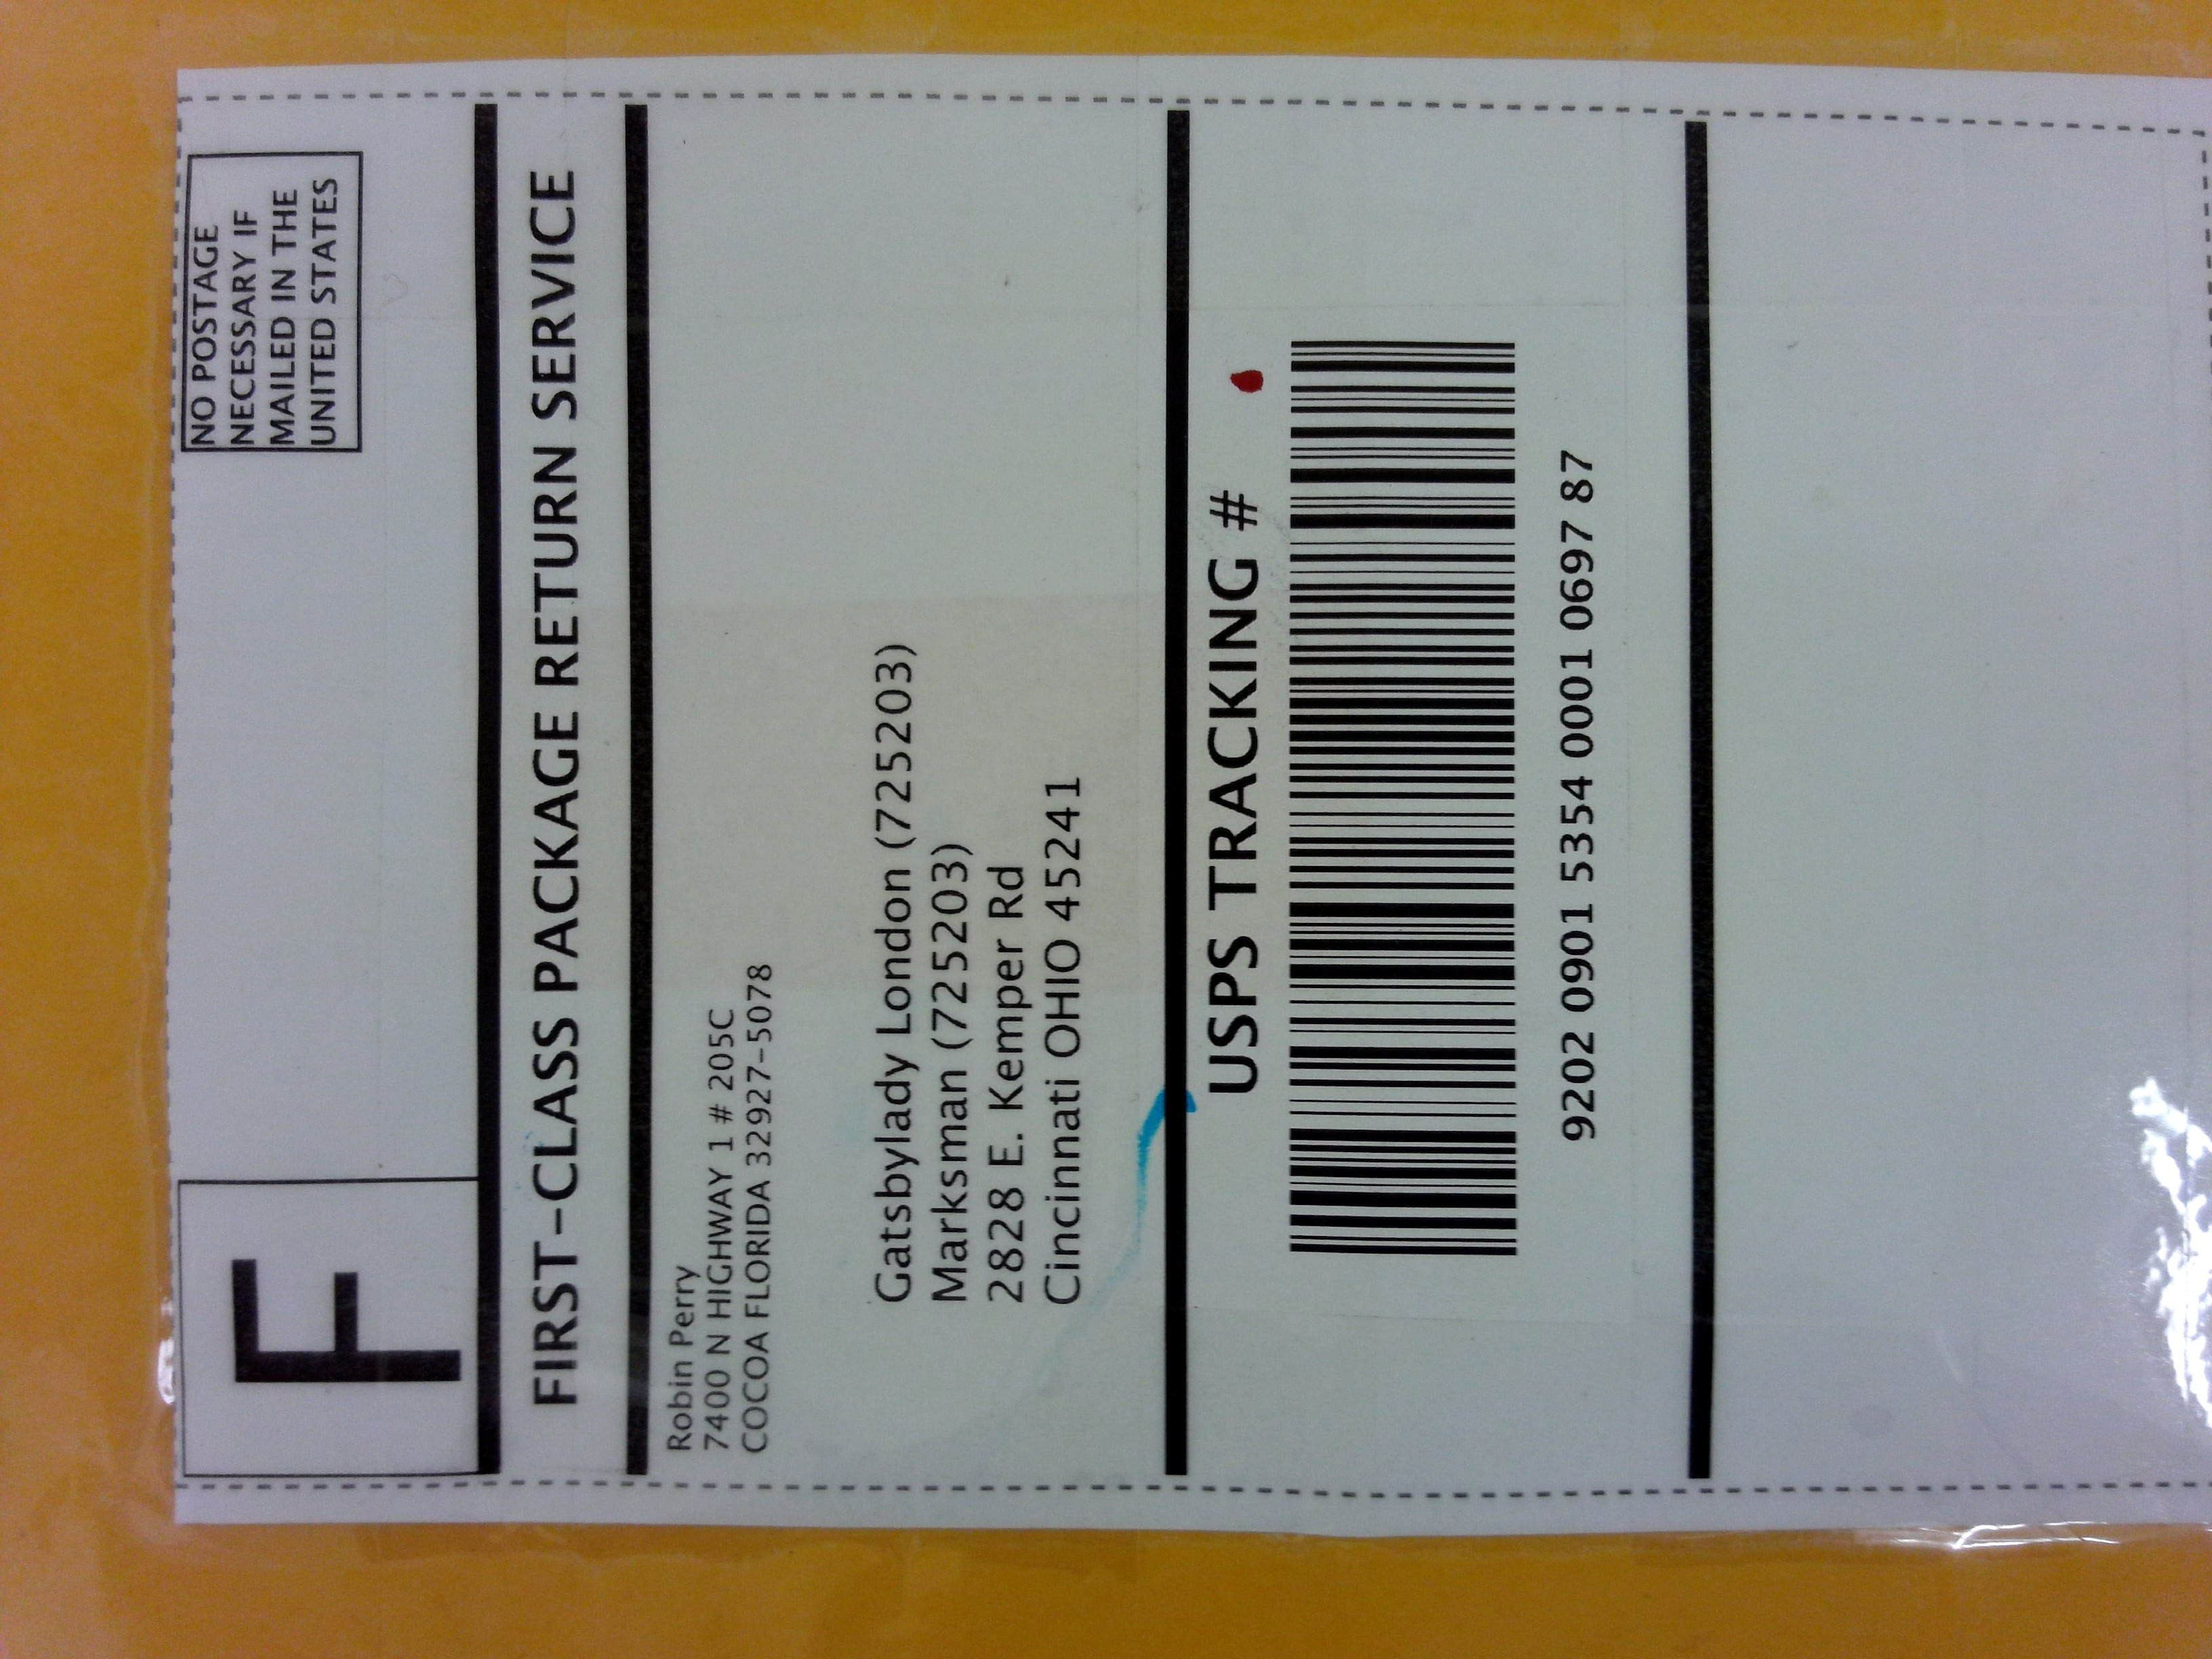 F
NO POSTAGE
NECESSARY IF
MAILED IN THE
UNITED STATES
FIRST-CLASS PACKAGE RETURN SERVICE
Robin Perry
7400 N HIGHWAY 1 # 205C
COCOA FLORIDA 32927-5078
Gatsbylady London (725203)
Marksman (725203)
2828 E. Kemper Rd
Cincinnati OHIO 45241
USPS TRACKING #
9202 0901 5354 0001 0697 87